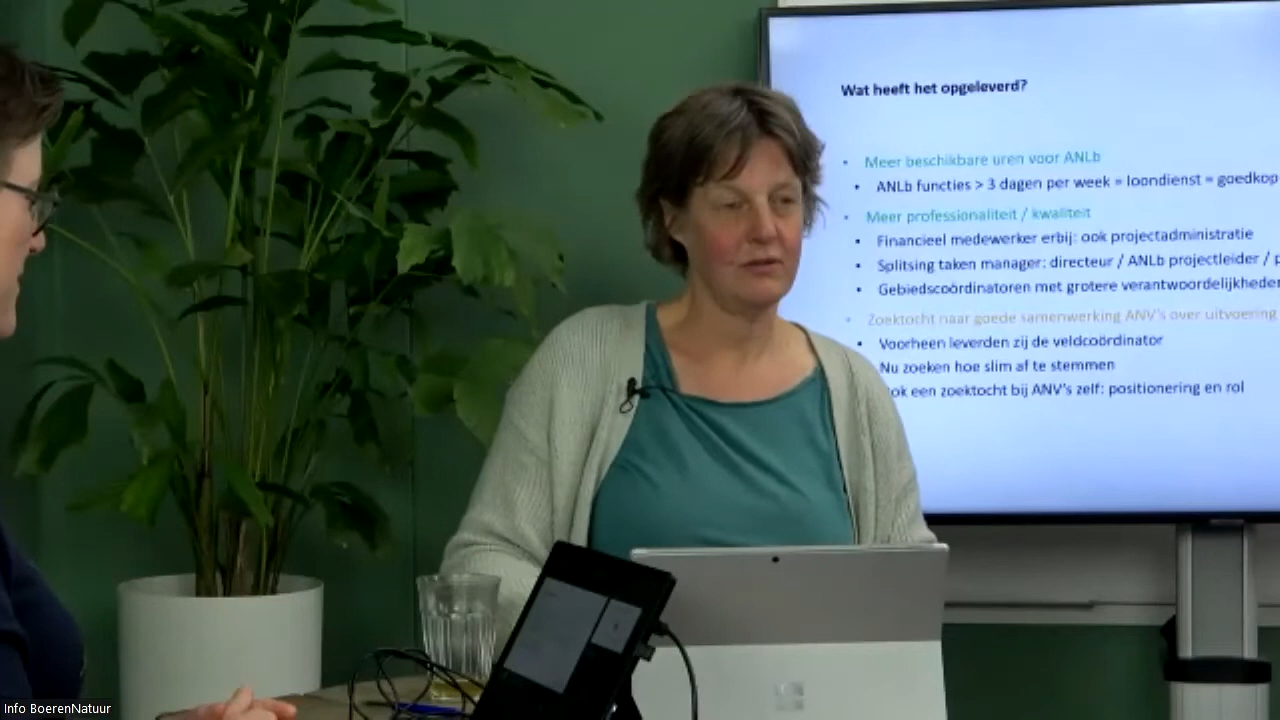 Wat heeft het opgeleverd?
• Meer beschikbare uren voor ANLb
• ANLb functies > 3 dagen per week = loondienst = goedkop
• Meer professionaliteit / kwaliteit
• Financieel medewerker erbij: ook projectadministratie
• Splitsing taken manager: directeur / ANLb projectleider / p
• Gebiedscoördinatoren met grotere verantwoordelijkheden
• Zoektocht naar goede samenwerking ANV's over uitvoering
• Voorheen leverden zij de veldcoördinator
Nu zoeken hoe slim af te stemmen
ok een zoektocht bij ANV's zelf: positionering en rol
Info BoerenNatuur